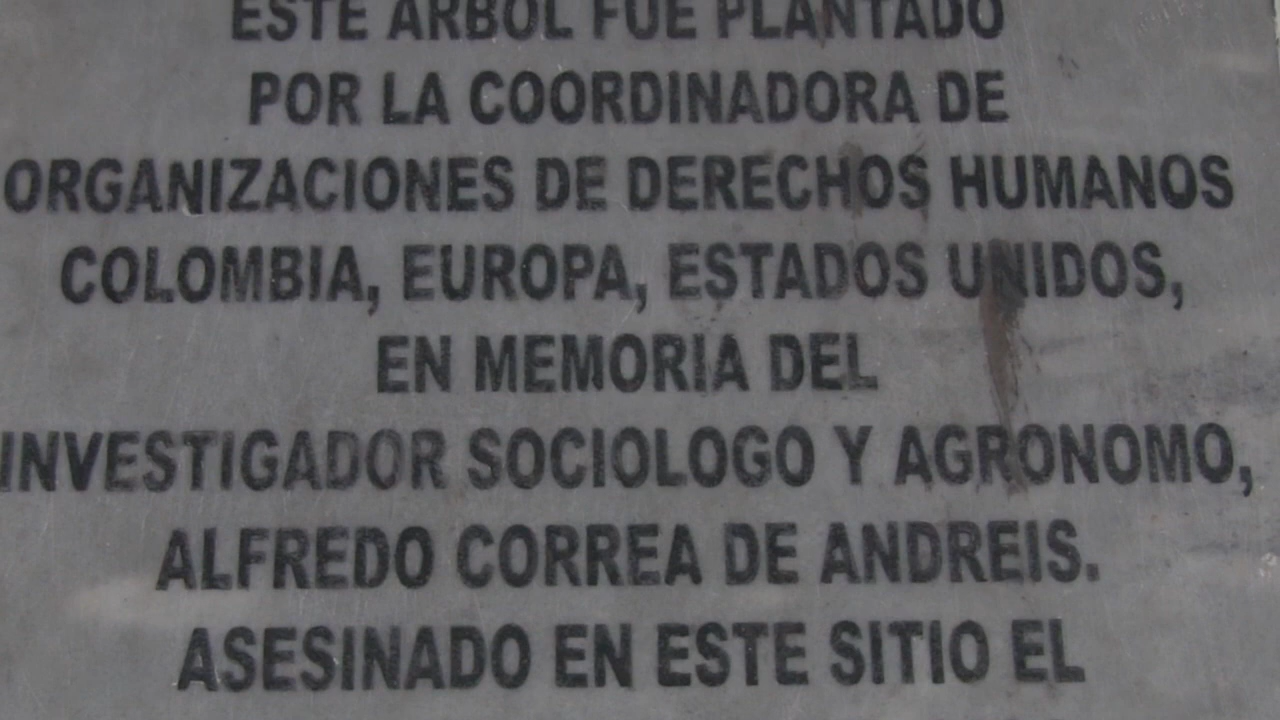 ESTE ARBOL FUE PLANTADO
POR LA COORDINADORA DE
ORGANIZACIONES DE DERECHOS HUMANOS
COLOMBIA, EUROPA, ESTADOS UNIDOS,
EN MEMORIA DEL
INVESTIGADOR SOCIOLOGO Y AGRONOMO,
ALFREDO CORREA DE ANDREIS.
ASESINADO EN ESTE SITIO EL